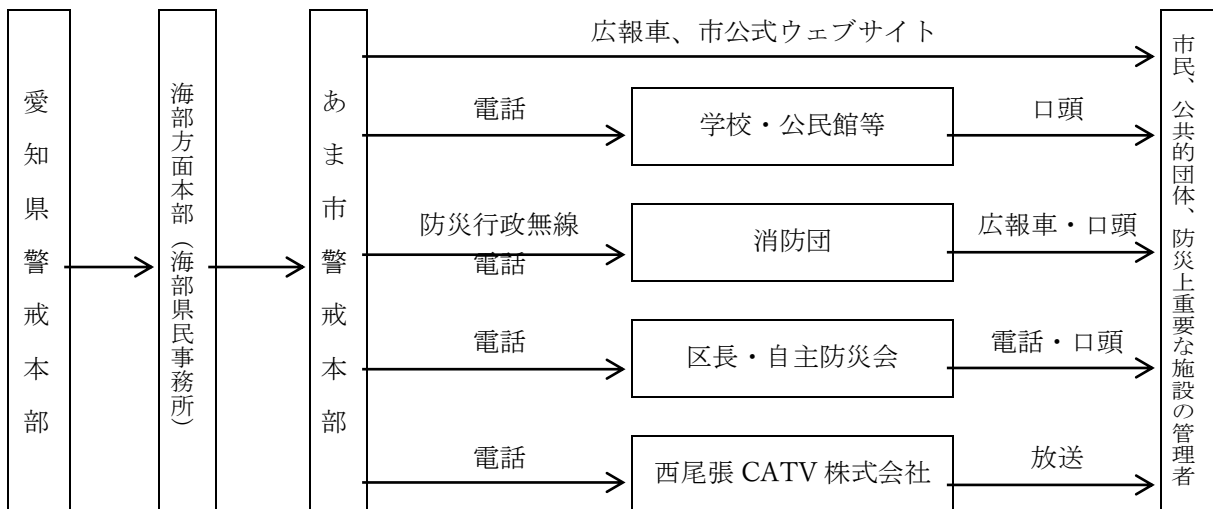 愛知県警戒本部
海部方面本部（海部県民事務所）
あま市警戒本部
広報車、市公式ウェブサイト
電話
学校・公民館等
口頭
防災行政無線
電話
消防団
広報車・口頭
電話
区長・自主防災会
電話・口頭
電話
西尾張 CATV 株式会社
放送
市民、公共的団体、防災上重要な施設の管理者